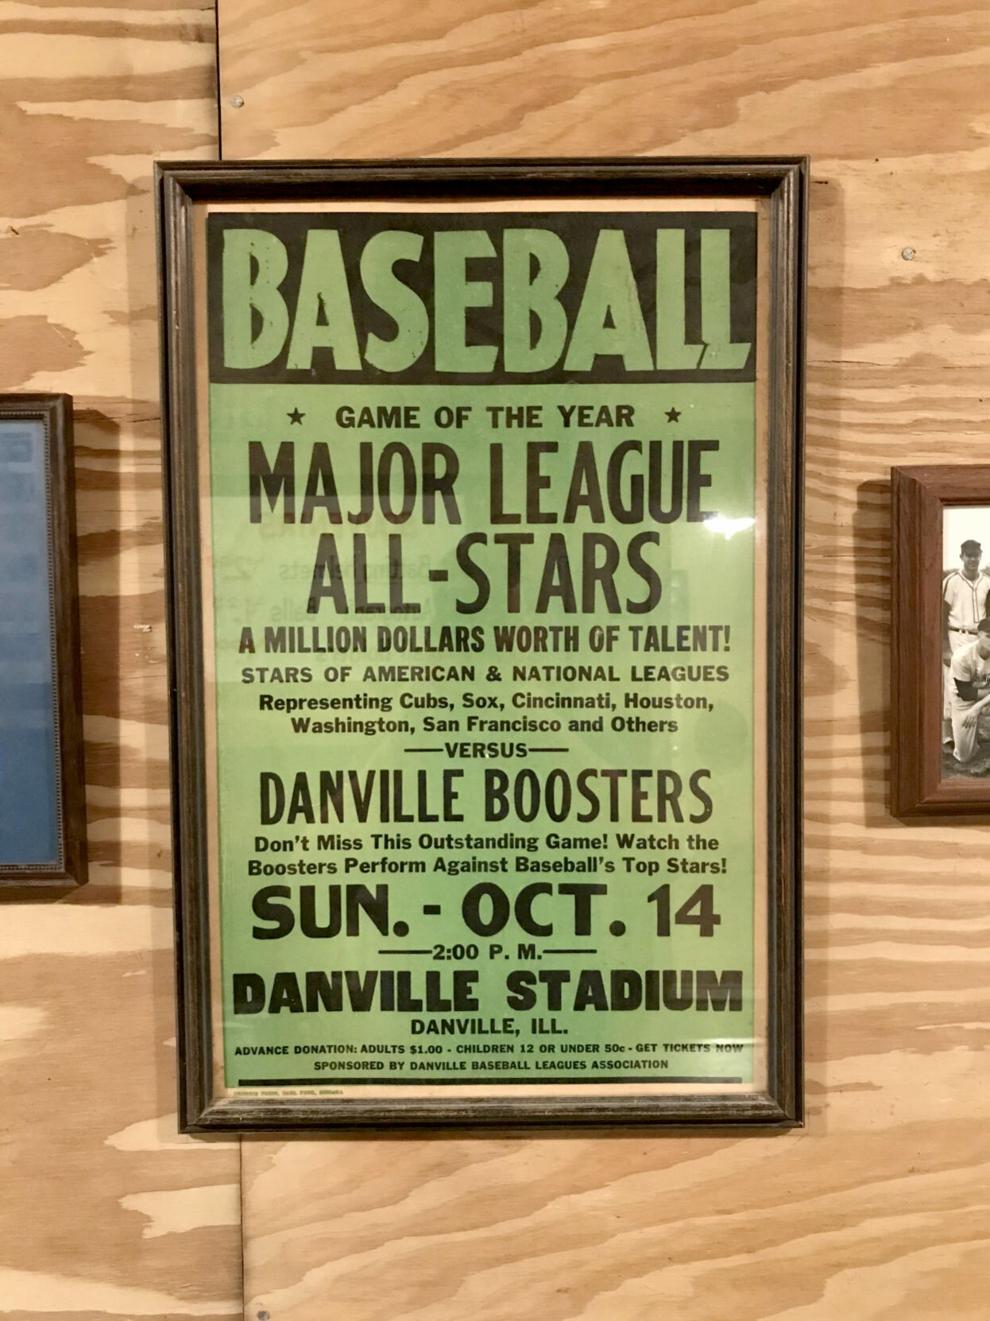 BASEBALL
★ GAME OF THE YEAR ★
MAJOR LEAGUE
ALL-STARS
A MILLION DOLLARS WORTH OF TALENT!
STARS OF AMERICAN & NATIONAL LEAGUES
Representing Cubs, Sox, Cincinnati, Houston,
Washington, San Francisco and Others
—VERSUS—
DANVILLE BOOSTERS
Don't Miss This Outstanding Game! Watch the
Boosters Perform Against Baseball's Top Stars!
SUN. - OCT. 14
—2:00 P. M.—
DANVILLE STADIUM
DANVILLE, ILL.
ADVANCE DONATION: ADULTS $1.00 - CHILDREN 12 OR UNDER 50c - GET TICKETS NOW
SPONSORED BY DANVILLE BASEBALL LEAGUES ASSOCIATION